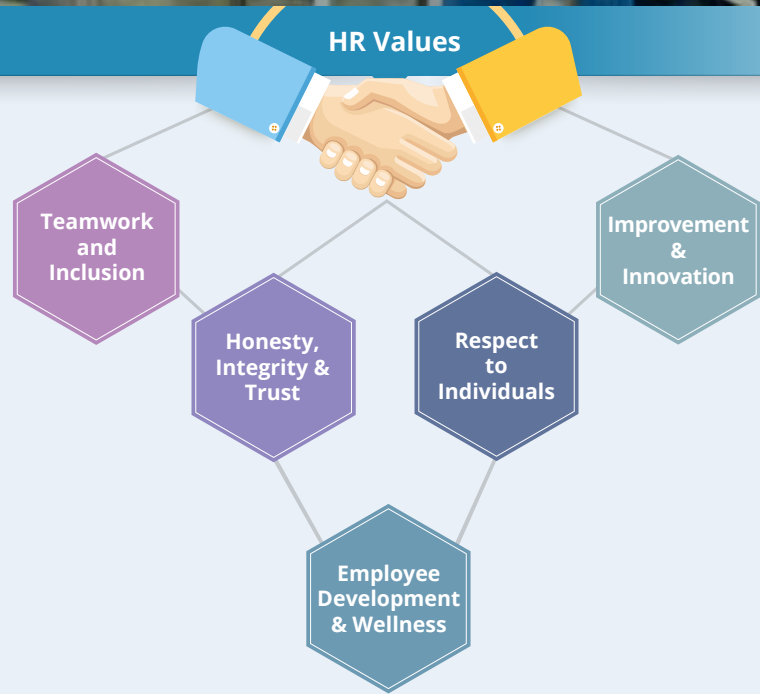 HR Values
Teamwork
and
Inclusion
Improvement
&
Innovation
Honesty,
Integrity &
Trust
Respect
to
Individuals
Employee
Development
& Wellness